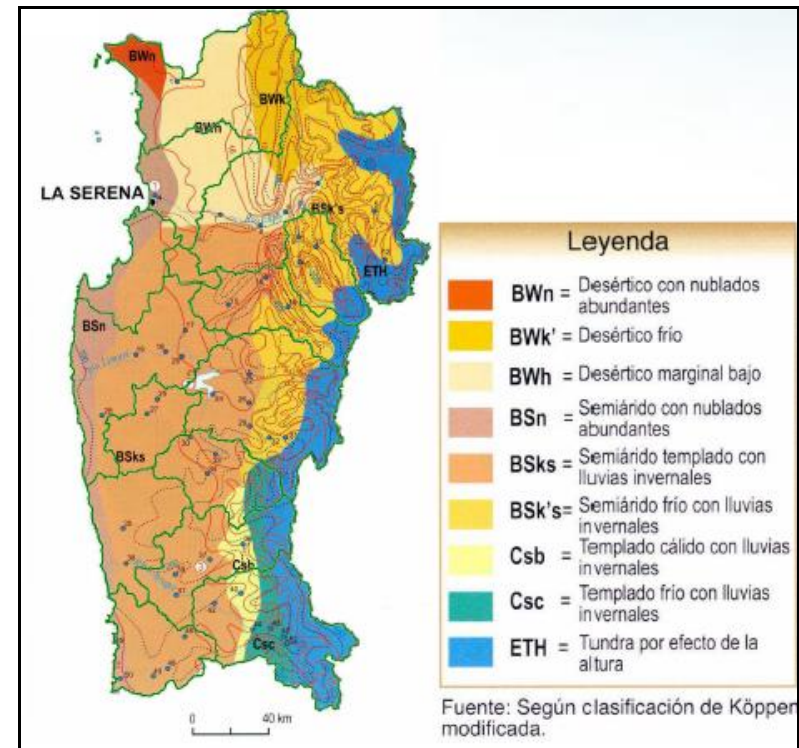 BWn
BWk
BWh
LA SERENA
BSk's
ETH
BSn
BSks
Csb
Csc
0 40 km
Leyenda
BWn = Desértico con nublados
abundantes
BWk' = Desértico frío
BWh = Desértico marginal bajo
BSn = Semiárido con nublados
abundantes
BSks = Semiárido templado con
lluvias invernales
BSk's= Semiárido frío con lluvias
invernales
Csb = Templado cálido con lluvias
invernales
Csc = Templado frío con lluvias
invernales
ETH = Tundra por efecto de la
altura
Fuente: Según clasificación de Köppen
modificada.